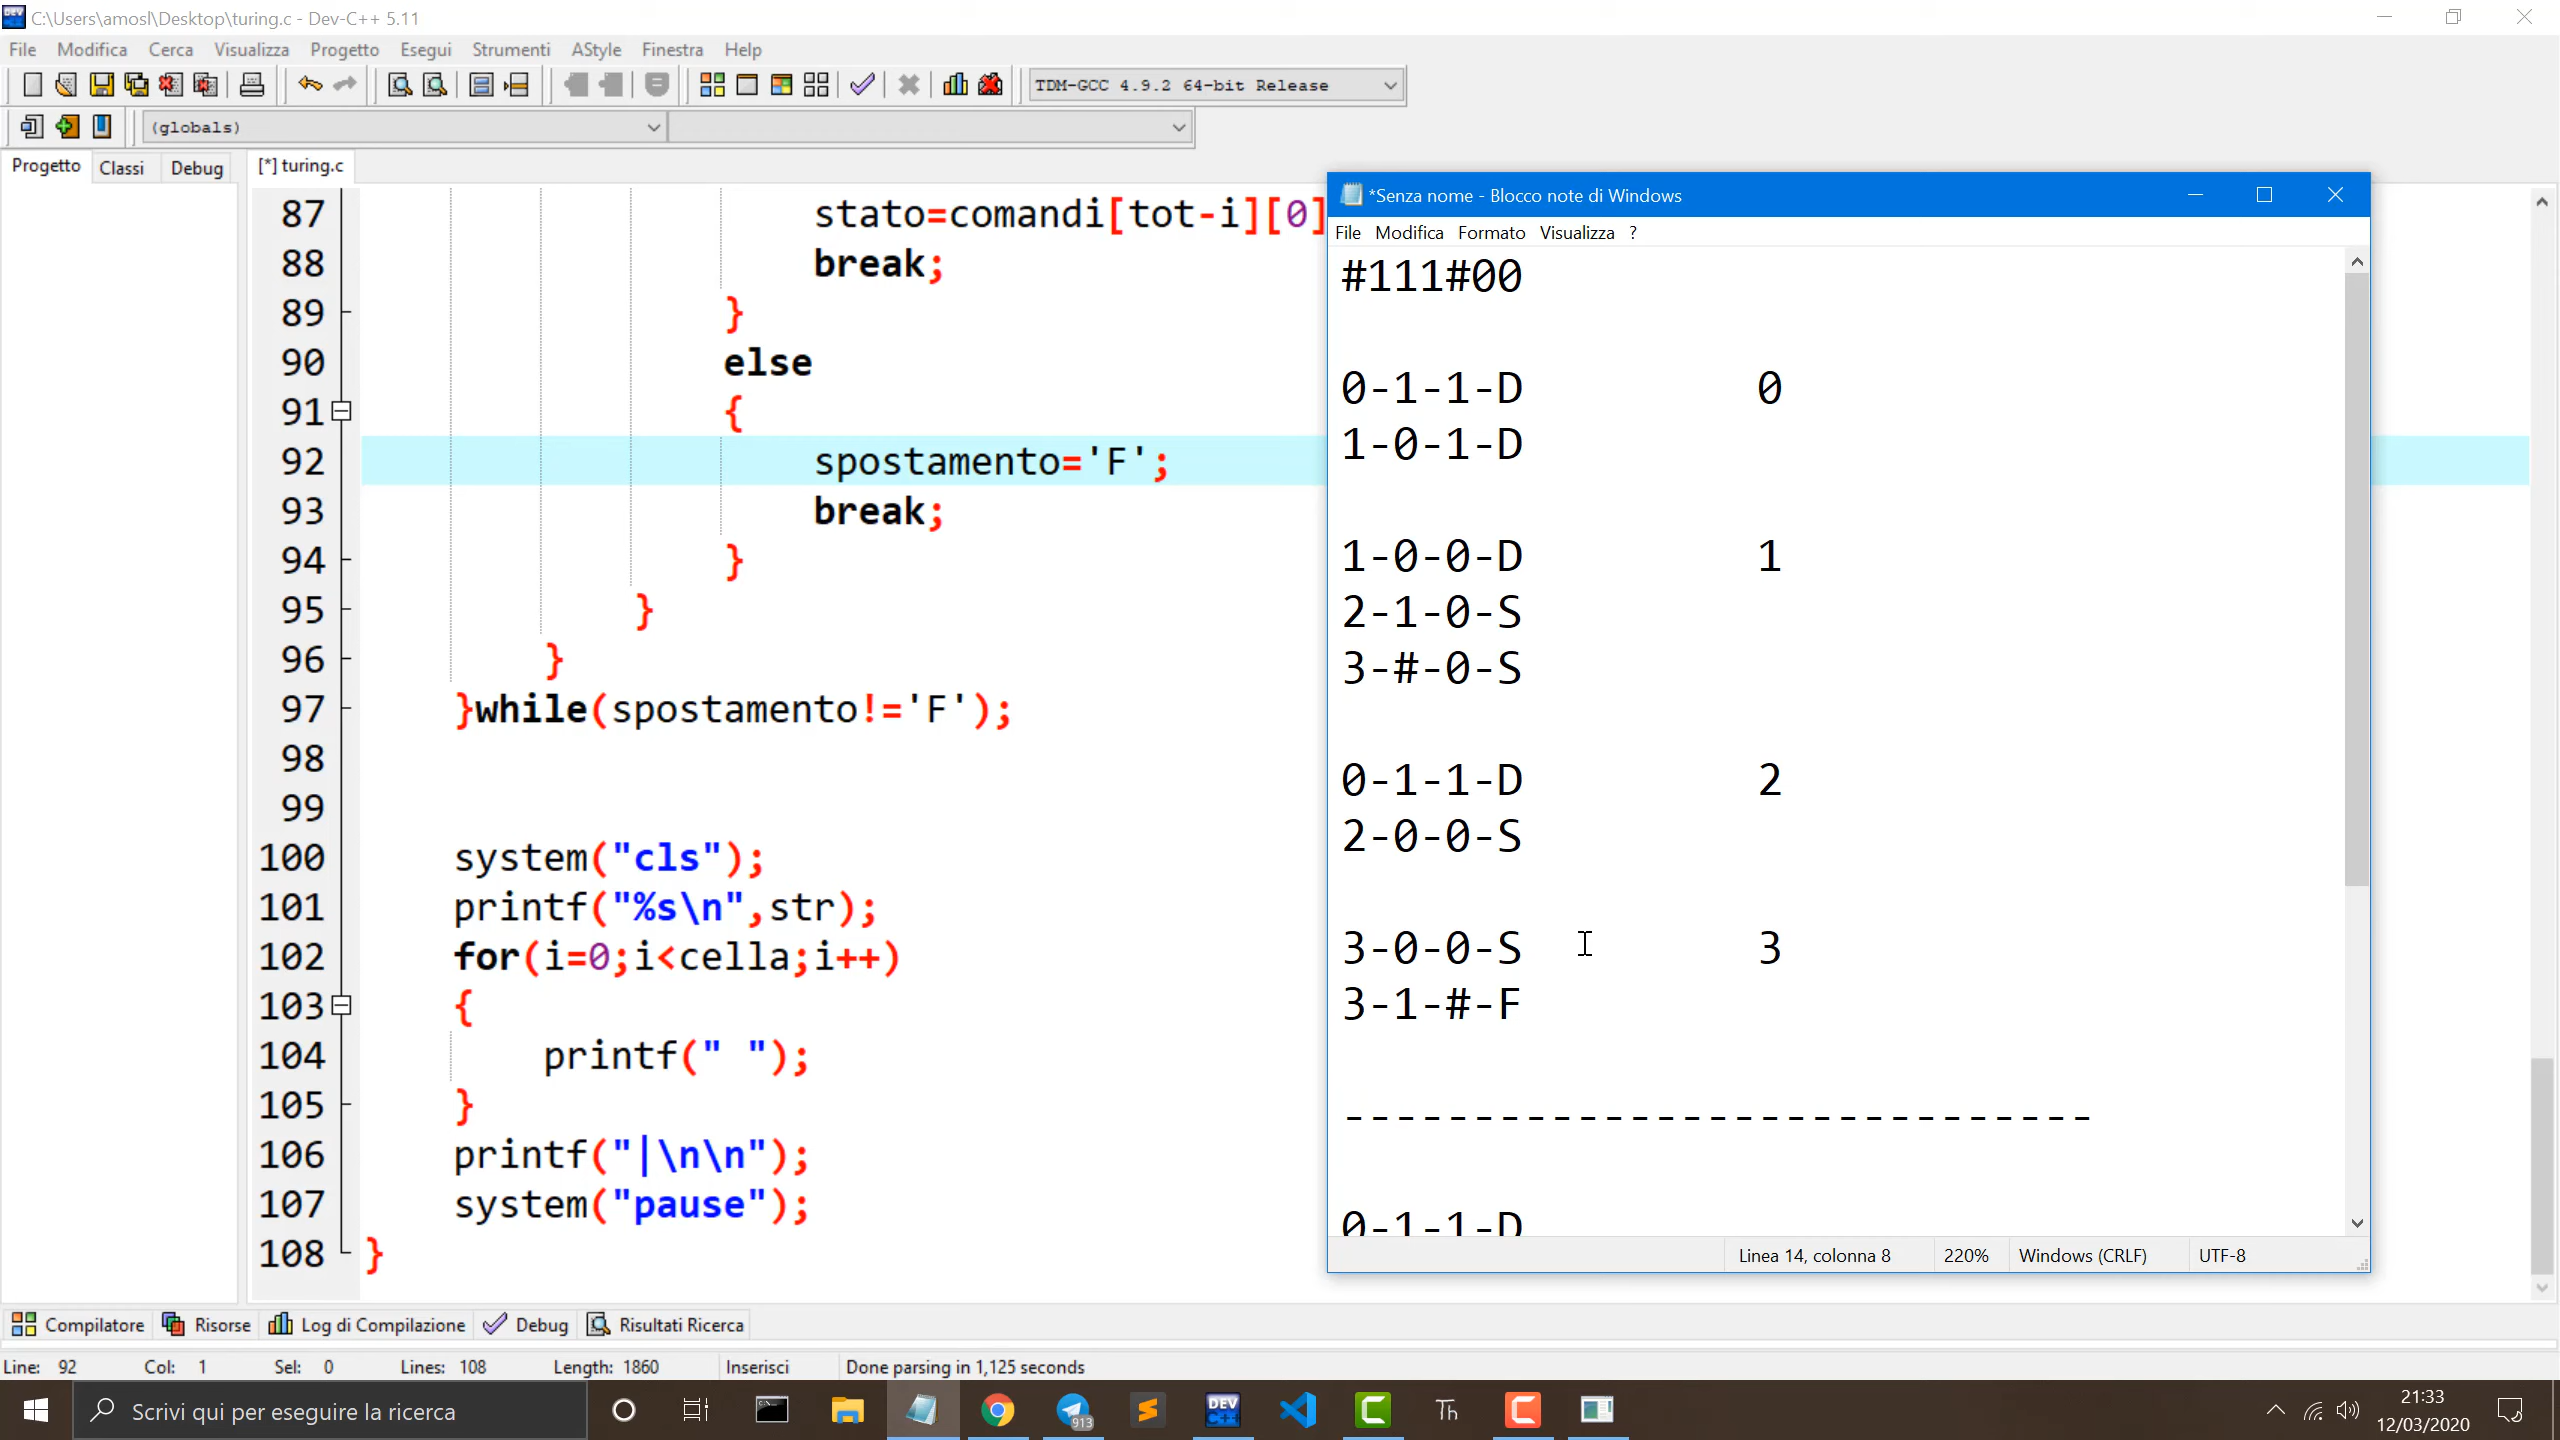 C:\Users\amosl\Desktop\turing.c - Dev-C++ 5.11
File Modifica Cerca Visualizza Progetto Esegui Strumenti AStyle Finestra Help
TDM-GCC 4.9.2 64-bit Release
(globals)
Progetto Classi Debug [*] turing.c
87 stato=comandi[tot-i][0]
88 break;
89 }
90 else
91 {
92 spostamento='F';
93 break;
94 }
95 }
96 }
97 }while(spostamento!='F');
98
99
100 system("cls");
101 printf("%s\n",str);
102 for(i=0;i<cella;i++)
103 {
104 printf(" ");
105 }
106 printf("|\n\n");
107 system("pause");
108 }
*Senza nome - Blocco note di Windows
File Modifica Formato Visualizza ?
#111#00
0-1-1-D 0
1-0-1-D
1-0-0-D 1
2-1-0-S
3-#-0-S
0-1-1-D 2
2-0-0-S
3-0-0-S 3
3-1-#-F
-----------------------------
0-1-1-D
Linea 14, colonna 8 220% Windows (CRLF) UTF-8
Compilatore Risorse Log di Compilazione Debug Risultati Ricerca
Line: 92 Col: 1 Sel: 0 Lines: 108 Length: 1860 Inserisci Done parsing in 1,125 seconds
Scrivi qui per eseguire la ricerca
913
DEV C++
Th
21:33
12/03/2020